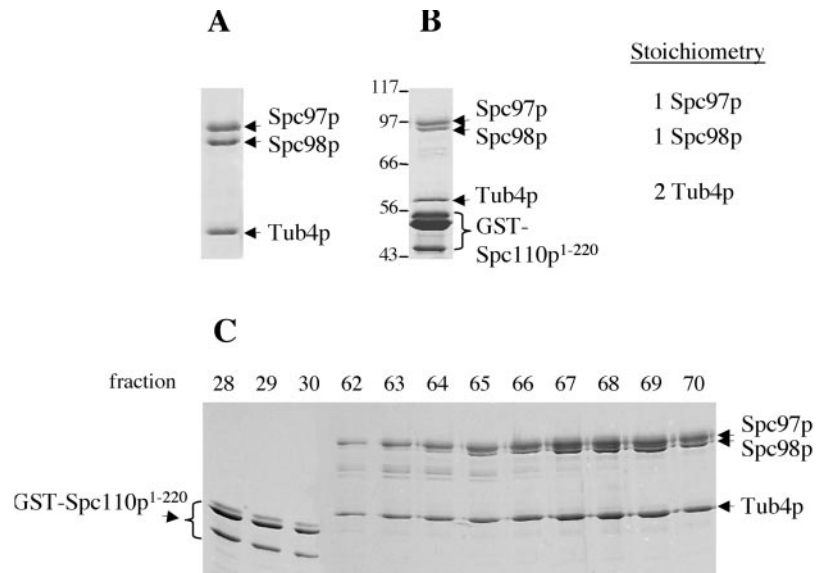 A
B
Stoichiometry
Spc97p
Spc98p
Tub4p
117
97
66
56
43
Spc97p
Spc98p
Tub4p
GST-
Spc110p1-220
1 Spc97p
1 Spc98p
2 Tub4p
C
fraction 28 29 30 62 63 64 65 66 67 68 69 70
GST-Spc110p1-220
Spc97p
Spc98p
Tub4p